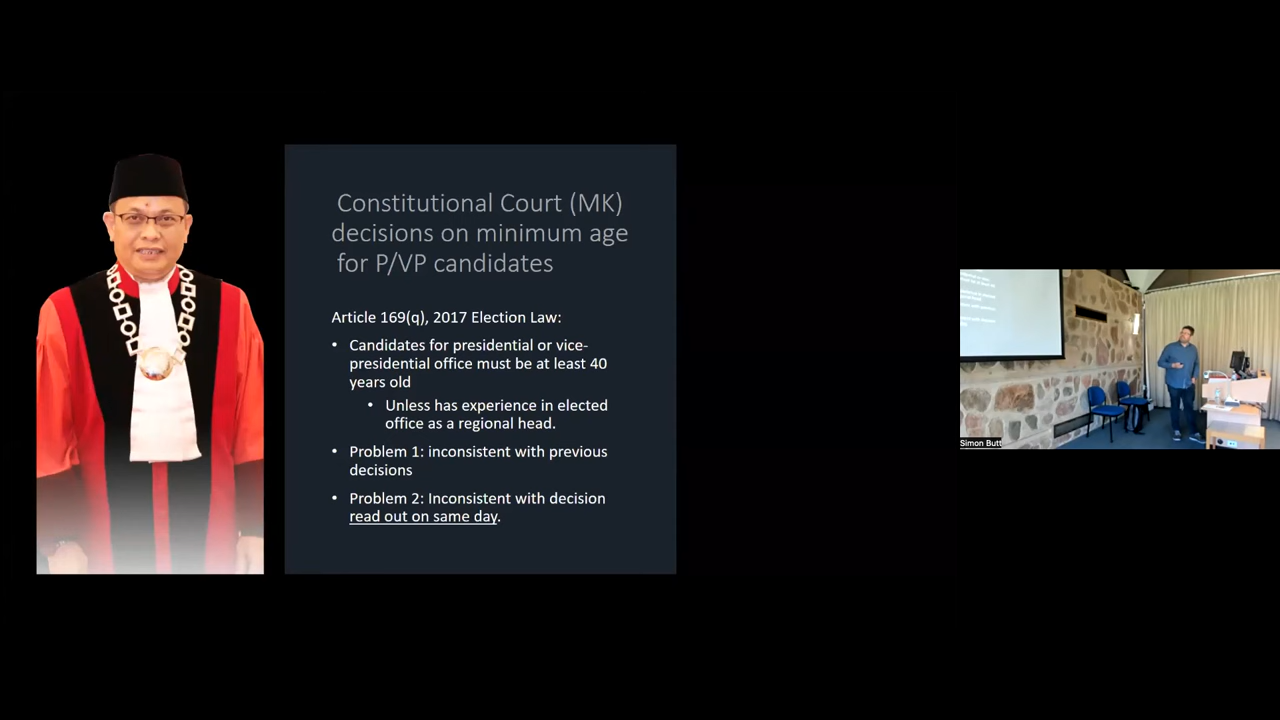 Constitutional Court (MK)
decisions on minimum age
for P/VP candidates
Article 169(q), 2017 Election Law:
• Candidates for presidential or vice-
presidential office must be at least 40
years old
• Unless has experience in elected
office as a regional head.
• Problem 1: inconsistent with previous
decisions
• Problem 2: Inconsistent with decision
read out on same day.
Simon Butt